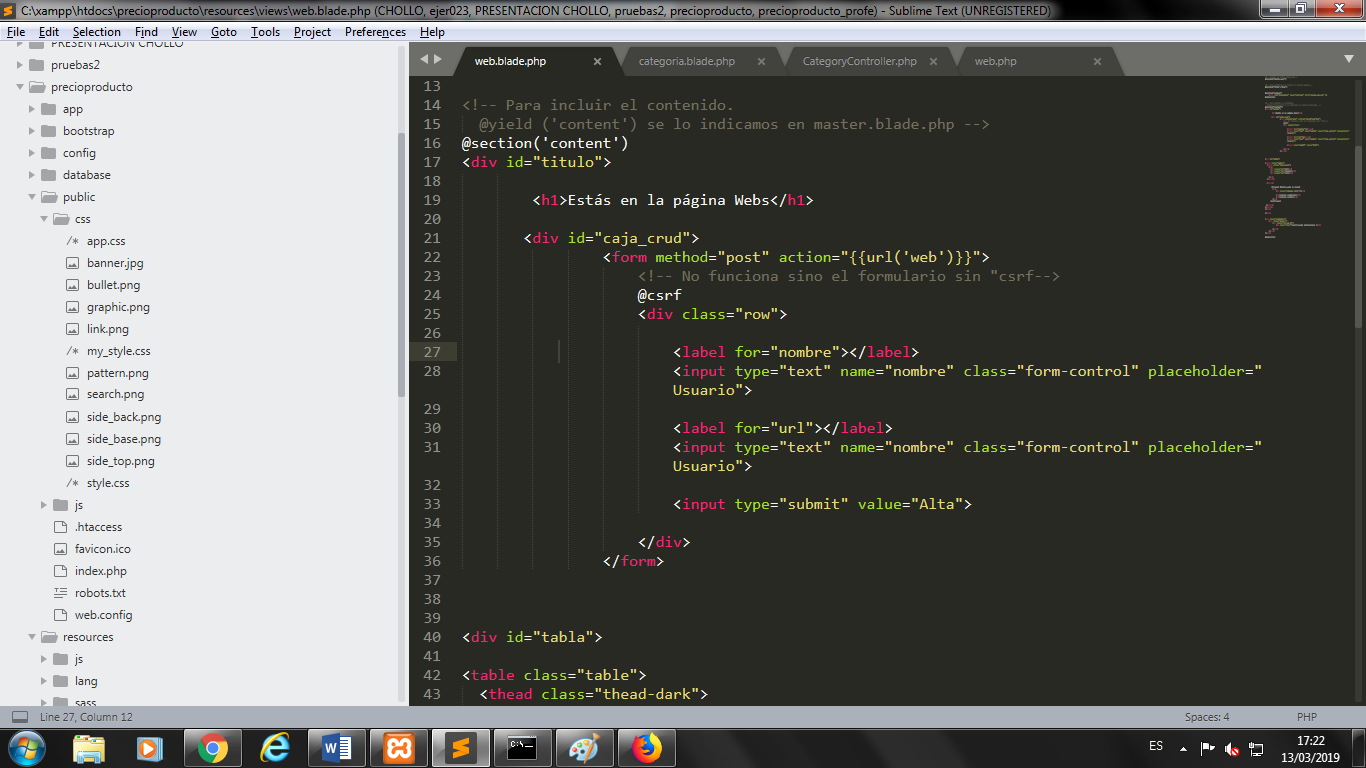 C:\xampp\htdocs\precioproducto\resources\views\web.blade.php (CHOLLO, ejer023, PRESENTACION CHOLLO, pruebas2, precioproducto, precioproducto_profe) - Sublime Text (UNREGISTERED)
File Edit Selection Find View Goto Tools Project Preferences Help
PRESENTACION CHOLLO
pruebas2
precioproducto
app
bootstrap
config
database
public
css
app.css
banner.jpg
bullet.png
graphic.png
link.png
my_style.css
pattern.png
search.png
side_back.png
side_base.png
side_top.png
style.css
js
.htaccess
favicon.ico
index.php
robots.txt
web.config
resources
js
lang
sass
web.blade.php categoria.blade.php CategoryController.php web.php
13
14 <!-- Para incluir el contenido.
15 @yield ('content') se lo indicamos en master.blade.php -->
16 @section('content')
17 <div id="titulo">
18
19 <h1>Estás en la página Webs</h1>
20
21 <div id="caja_crud">
22 <form method="post" action="{{url('web')}}">
23 <!-- No funciona sino el formulario sin "csrf-->
24 @csrf
25 <div class="row">
26
27 <label for="nombre"></label>
28 <input type="text" name="nombre" class="form-control" placeholder="
Usuario">
29
30 <label for="url"></label>
31 <input type="text" name="nombre" class="form-control" placeholder="
Usuario">
32
33 <input type="submit" value="Alta">
34
35 </div>
36 </form>
37
38
39
40 <div id="tabla">
41
42 <table class="table">
43 <thead class="thead-dark">
Line 27, Column 12 Spaces: 4 PHP
ES 17:22
13/03/2019